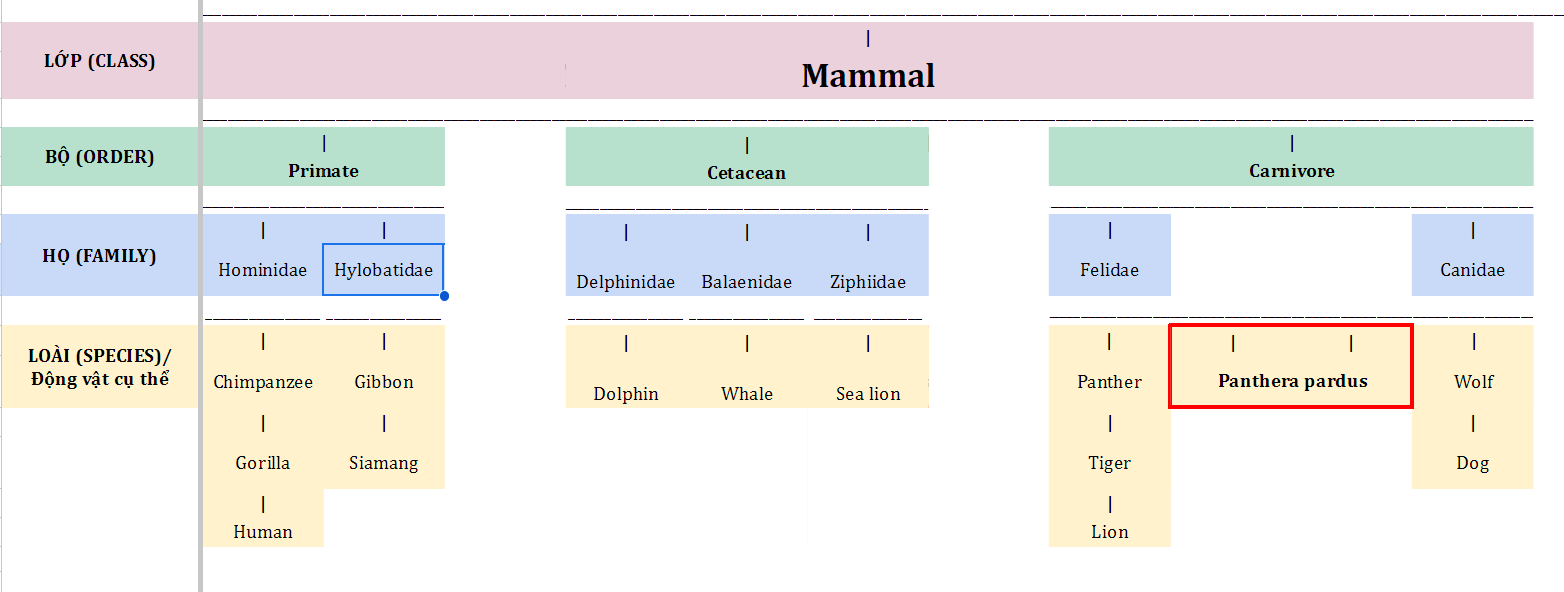 LỚP (CLASS)
Mammal
BỘ (ORDER)
Primate
Cetacean
Carnivore
HỌ (FAMILY)
Hominidae
Hylobatidae
Delphinidae
Balaenidae
Ziphiidae
Felidae
Canidae
LOÀI (SPECIES)/
Động vật cụ thể
Chimpanzee
Gibbon
Dolphin
Whale
Sea lion
Panther
Panthera pardus
Wolf
Gorilla
Siamang
Tiger
Dog
Human
Lion